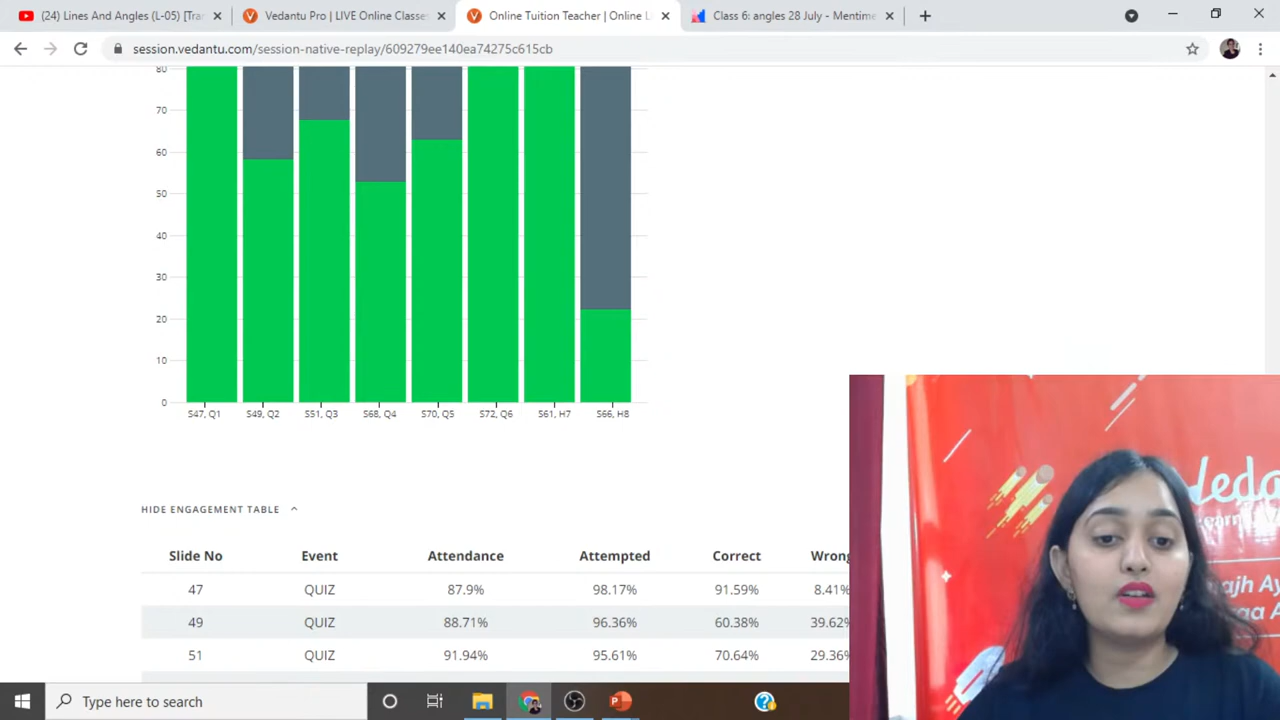 (24) Lines And Angles (L-05) [Tra
Vedantu Pro | LIVE Online Classe
Online Tuition Teacher | Online L
Class 6: angles 28 July - Mentime
session.vedantu.com/session-native-replay/609279ee140ea74275c615cb
80
70
60
50
40
30
20
10
0
S47, Q1 S49, Q2 S51, Q3 S68, Q4 S70, Q5 S72, Q6 S61, H7 S66, H8
HIDE ENGAGEMENT TABLE
Slide No Event Attendance Attempted Correct Wrong
47 QUIZ 87.9% 98.17% 91.59% 8.41%
49 QUIZ 88.71% 96.36% 60.38% 39.62%
51 QUIZ 91.94% 95.61% 70.64% 29.36%
Type here to search